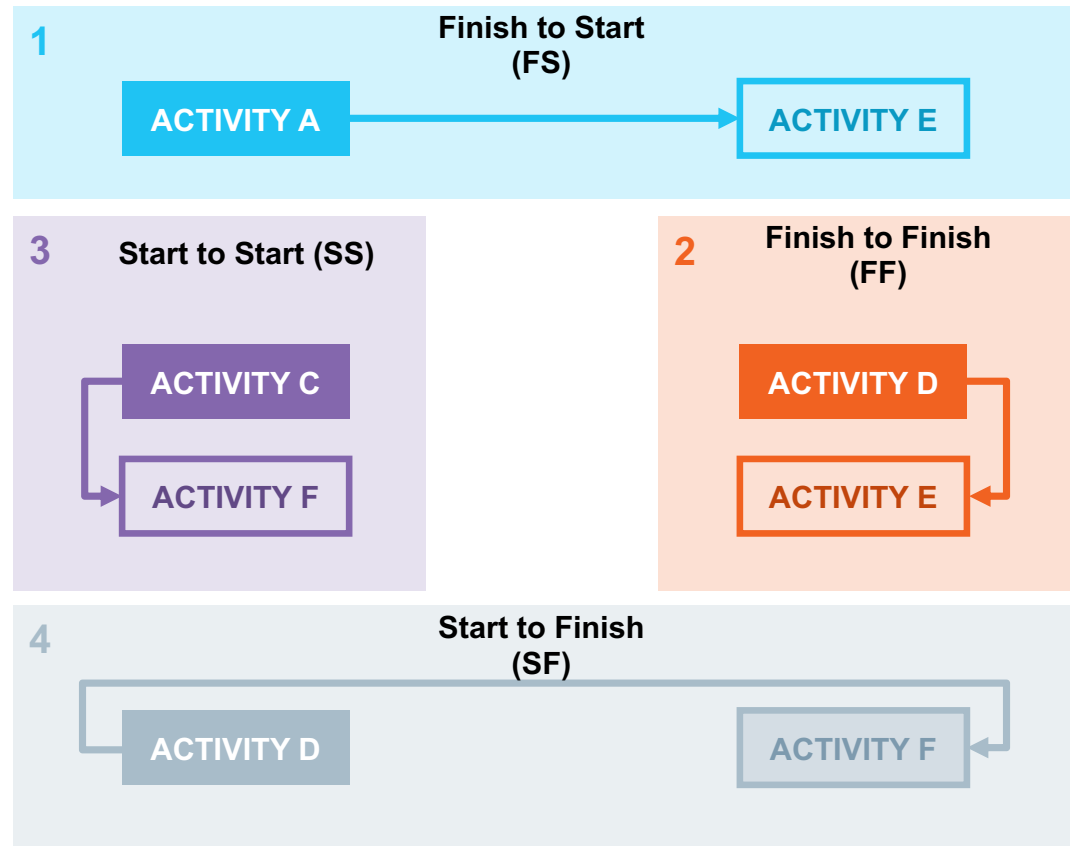 1
Finish to Start
(FS)
ACTIVITY A
ACTIVITY E
3
Start to Start (SS)
ACTIVITY C
ACTIVITY F
2
Finish to Finish
(FF)
ACTIVITY D
ACTIVITY E
4
Start to Finish
(SF)
ACTIVITY D
ACTIVITY F